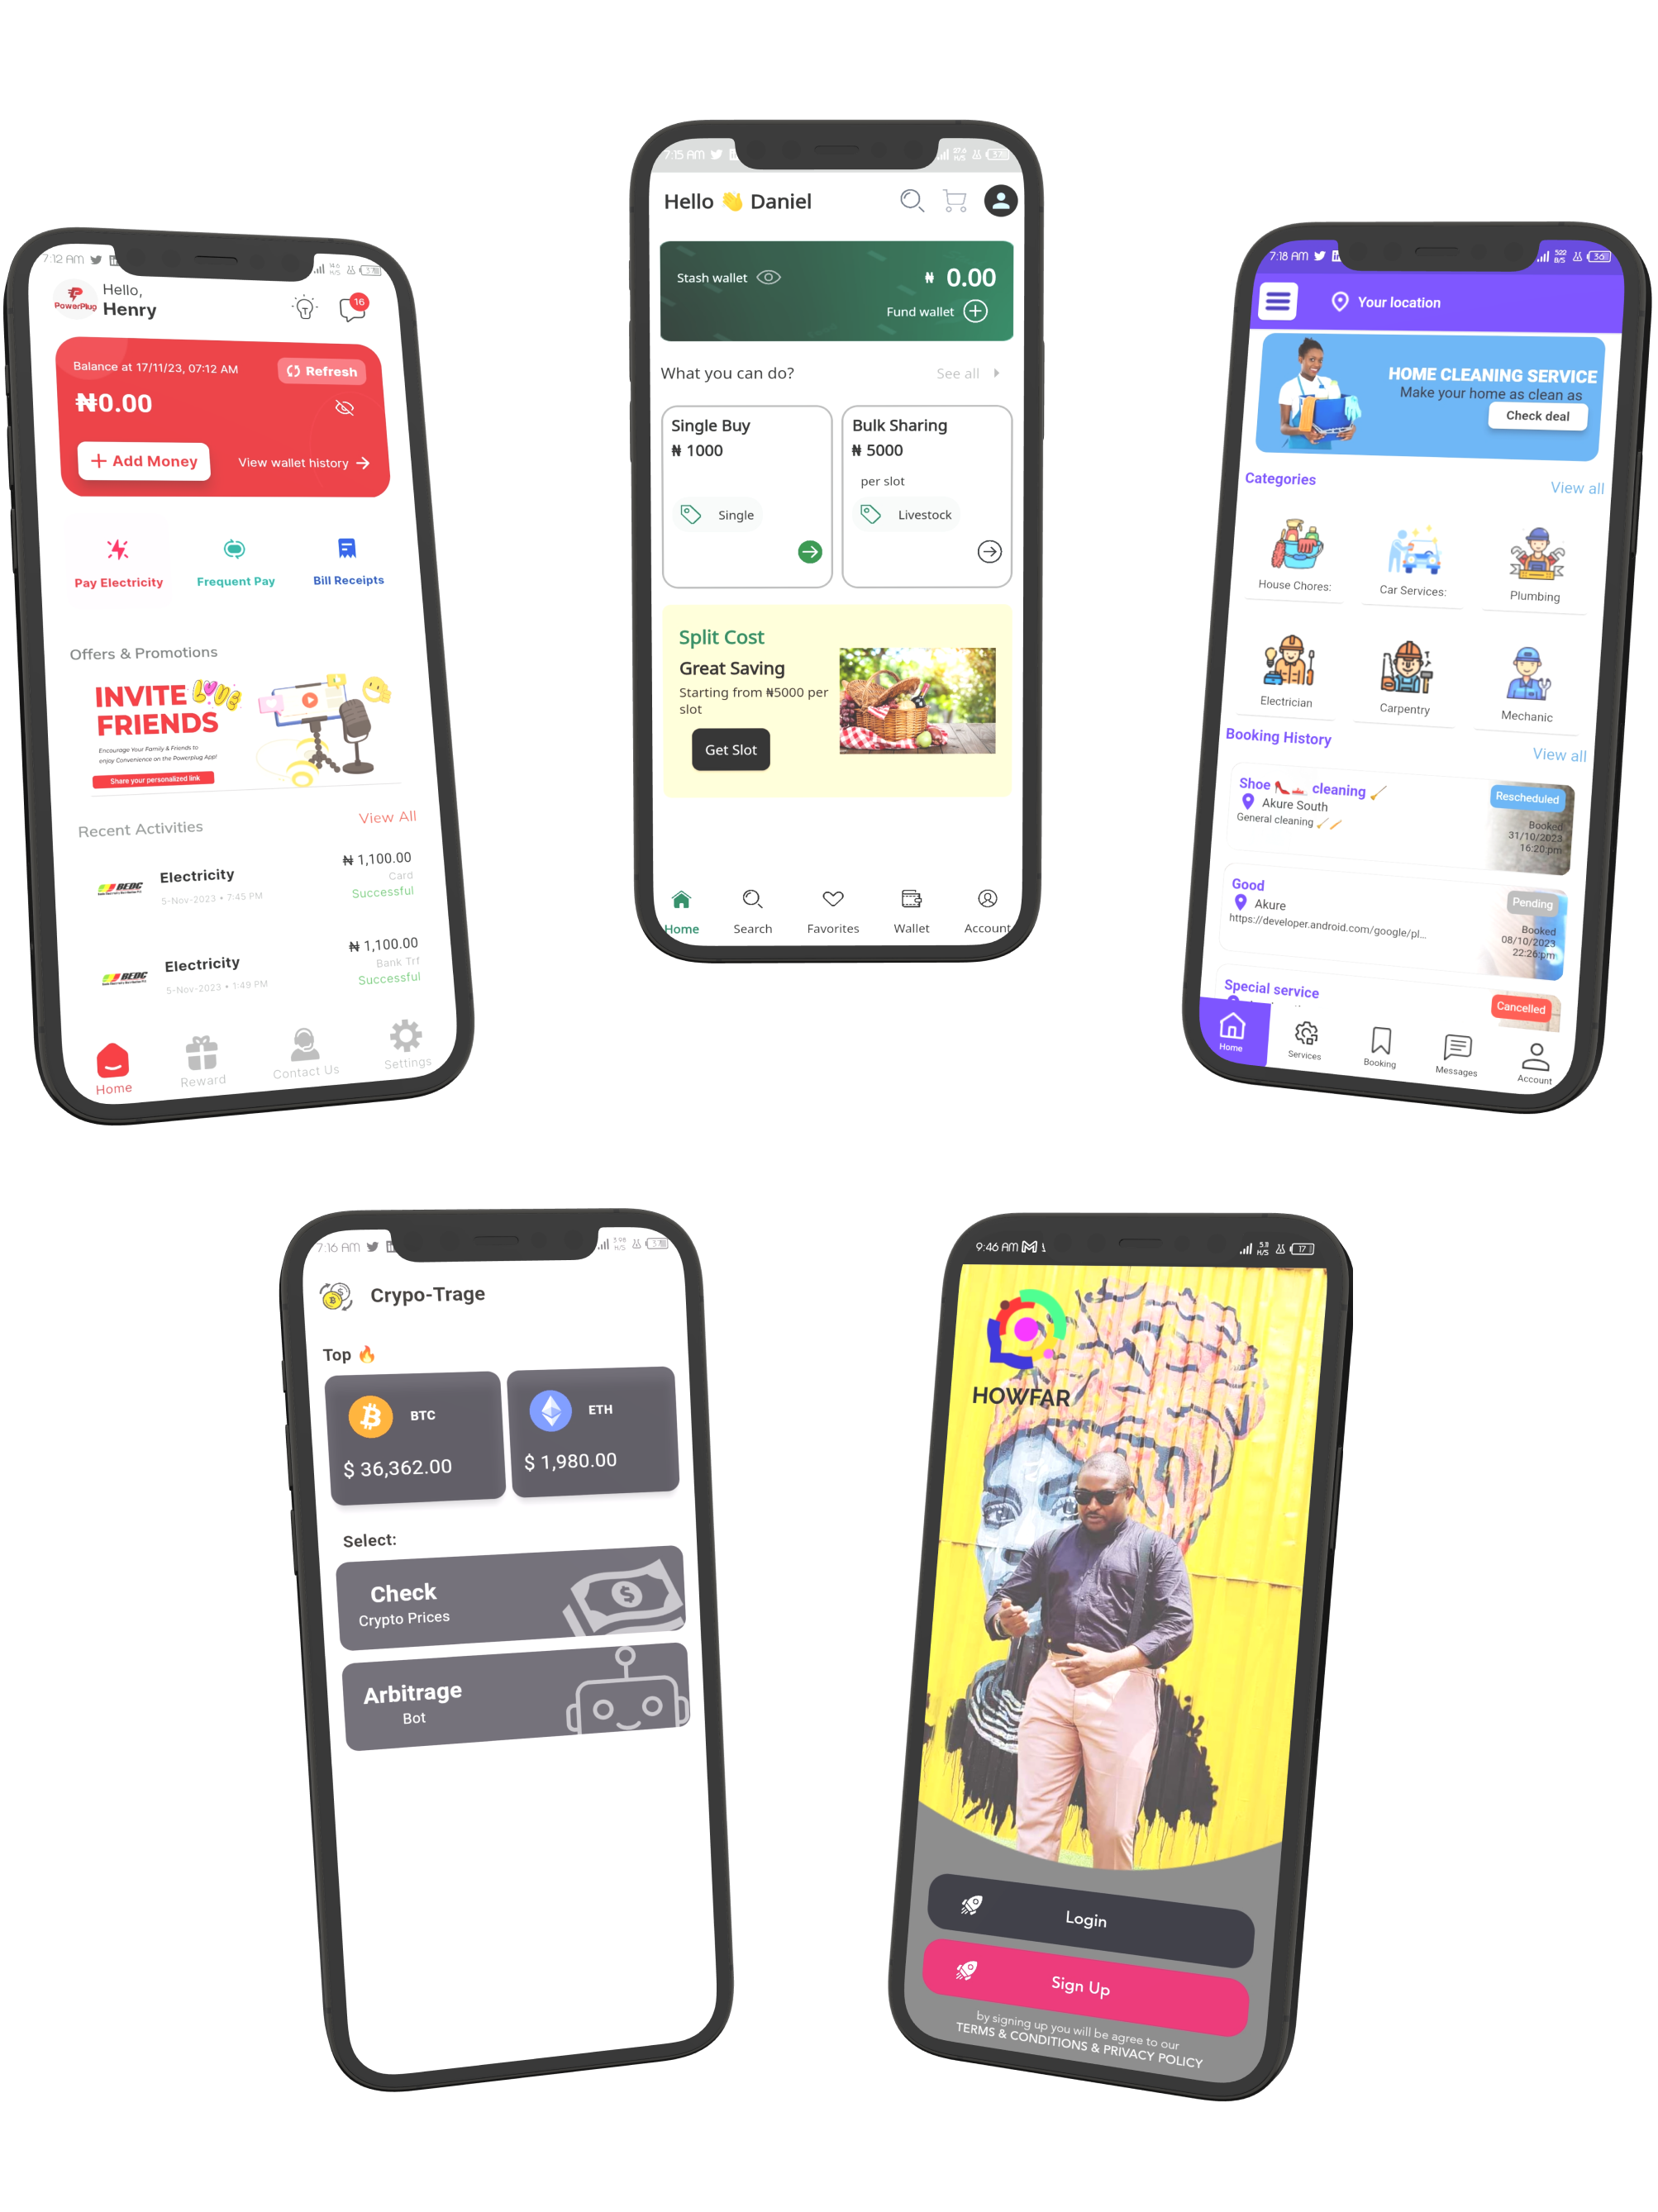 7:12 AM
PowerPlug
Hello,
Henry
16
Balance at 17/11/23, 07:12 AM
Refresh
₦0.00
+ Add Money
View wallet history →
Pay Electricity
Frequent Pay
Bill Receipts
Offers & Promotions
INVITE LOVE
FRIENDS
Encourage Your Family & Friends to
enjoy Convenience on the Powerplug App!
Share your personalized link
Recent Activities
View All
BEDC
Electricity
5-Nov-2023 • 7:45 PM
₦ 1,100.00
Card
Successful
BEDC
Electricity
5-Nov-2023 • 1:49 PM
₦ 1,100.00
Bank Trf
Successful
Home
Reward
Contact Us
Settings
7:15 AM
37
Hello 👋 Daniel
Stash wallet
₦ 0.00
Fund wallet
What you can do?
See all
Single Buy
₦ 1000
Single
Bulk Sharing
₦ 5000
per slot
Livestock
Split Cost
Great Saving
Starting from ₦5000 per
slot
Get Slot
Home
Search
Favorites
Wallet
Account
7:18 AM
522
B/S
36
Your location
HOME CLEANING SERVICE
Make your home as clean as
Check deal
Categories
View all
House Chores:
Car Services:
Plumbing
Electrician
Carpentry
Mechanic
Booking History
View all
Shoe 👠 cleaning 🧹
Akure South
General cleaning 🧹
Rescheduled
Booked
31/10/2023
16:20:pm
Good
Akure
https://developer.android.com/google/pl...
Pending
Booked
08/10/2023
22:26:pm
Special service
Cancelled
Home
Services
Booking
Messages
Account
7:16 AM
Crypo-Trage
Top 🔥
BTC
$ 36,362.00
ETH
$ 1,980.00
Select:
Check
Crypto Prices
Arbitrage
Bot
9:46 AM
17
HOWFAR
Login
Sign Up
by signing up you will be agree to our
TERMS & CONDITIONS & PRIVACY POLICY